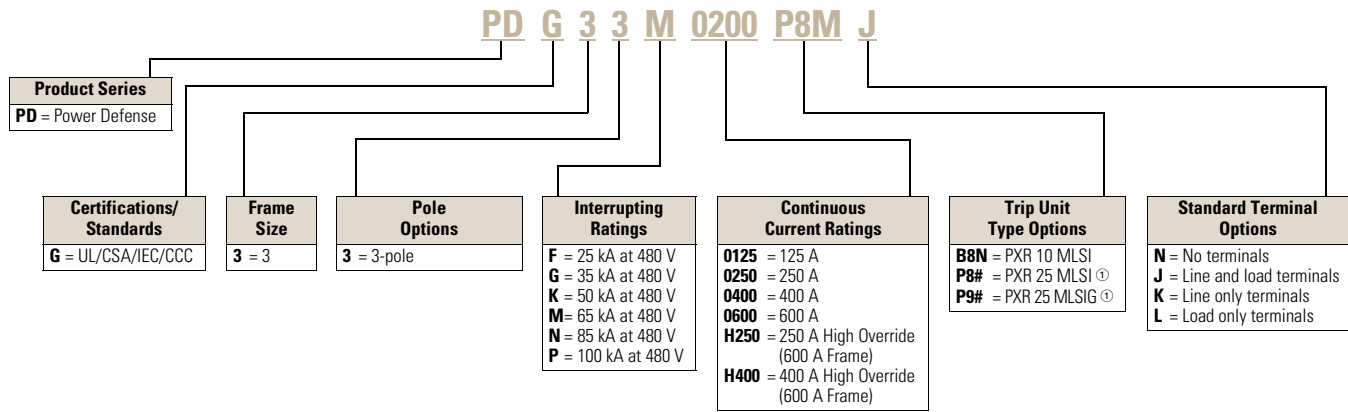 PD G 3 3 M 0200 P8M J
Product Series
PD = Power Defense
Certifications/
Standards
G = UL/CSA/IEC/CCC
Frame
Size
3 = 3
Pole
Options
3 = 3-pole
Interrupting
Ratings
F = 25 kA at 480 V
G = 35 kA at 480 V
K = 50 kA at 480 V
M= 65 kA at 480 V
N = 85 kA at 480 V
P = 100 kA at 480 V
Continuous
Current Ratings
0125 = 125 A
0250 = 250 A
0400 = 400 A
0600 = 600 A
H250 = 250 A High Override
(600 A Frame)
H400 = 400 A High Override
(600 A Frame)
Trip Unit
Type Options
B8N = PXR 10 MLSI
P8# = PXR 25 MLSI ①
P9# = PXR 25 MLSIG ①
Standard Terminal
Options
N = No terminals
J = Line and load terminals
K = Line only terminals
L = Load only terminals